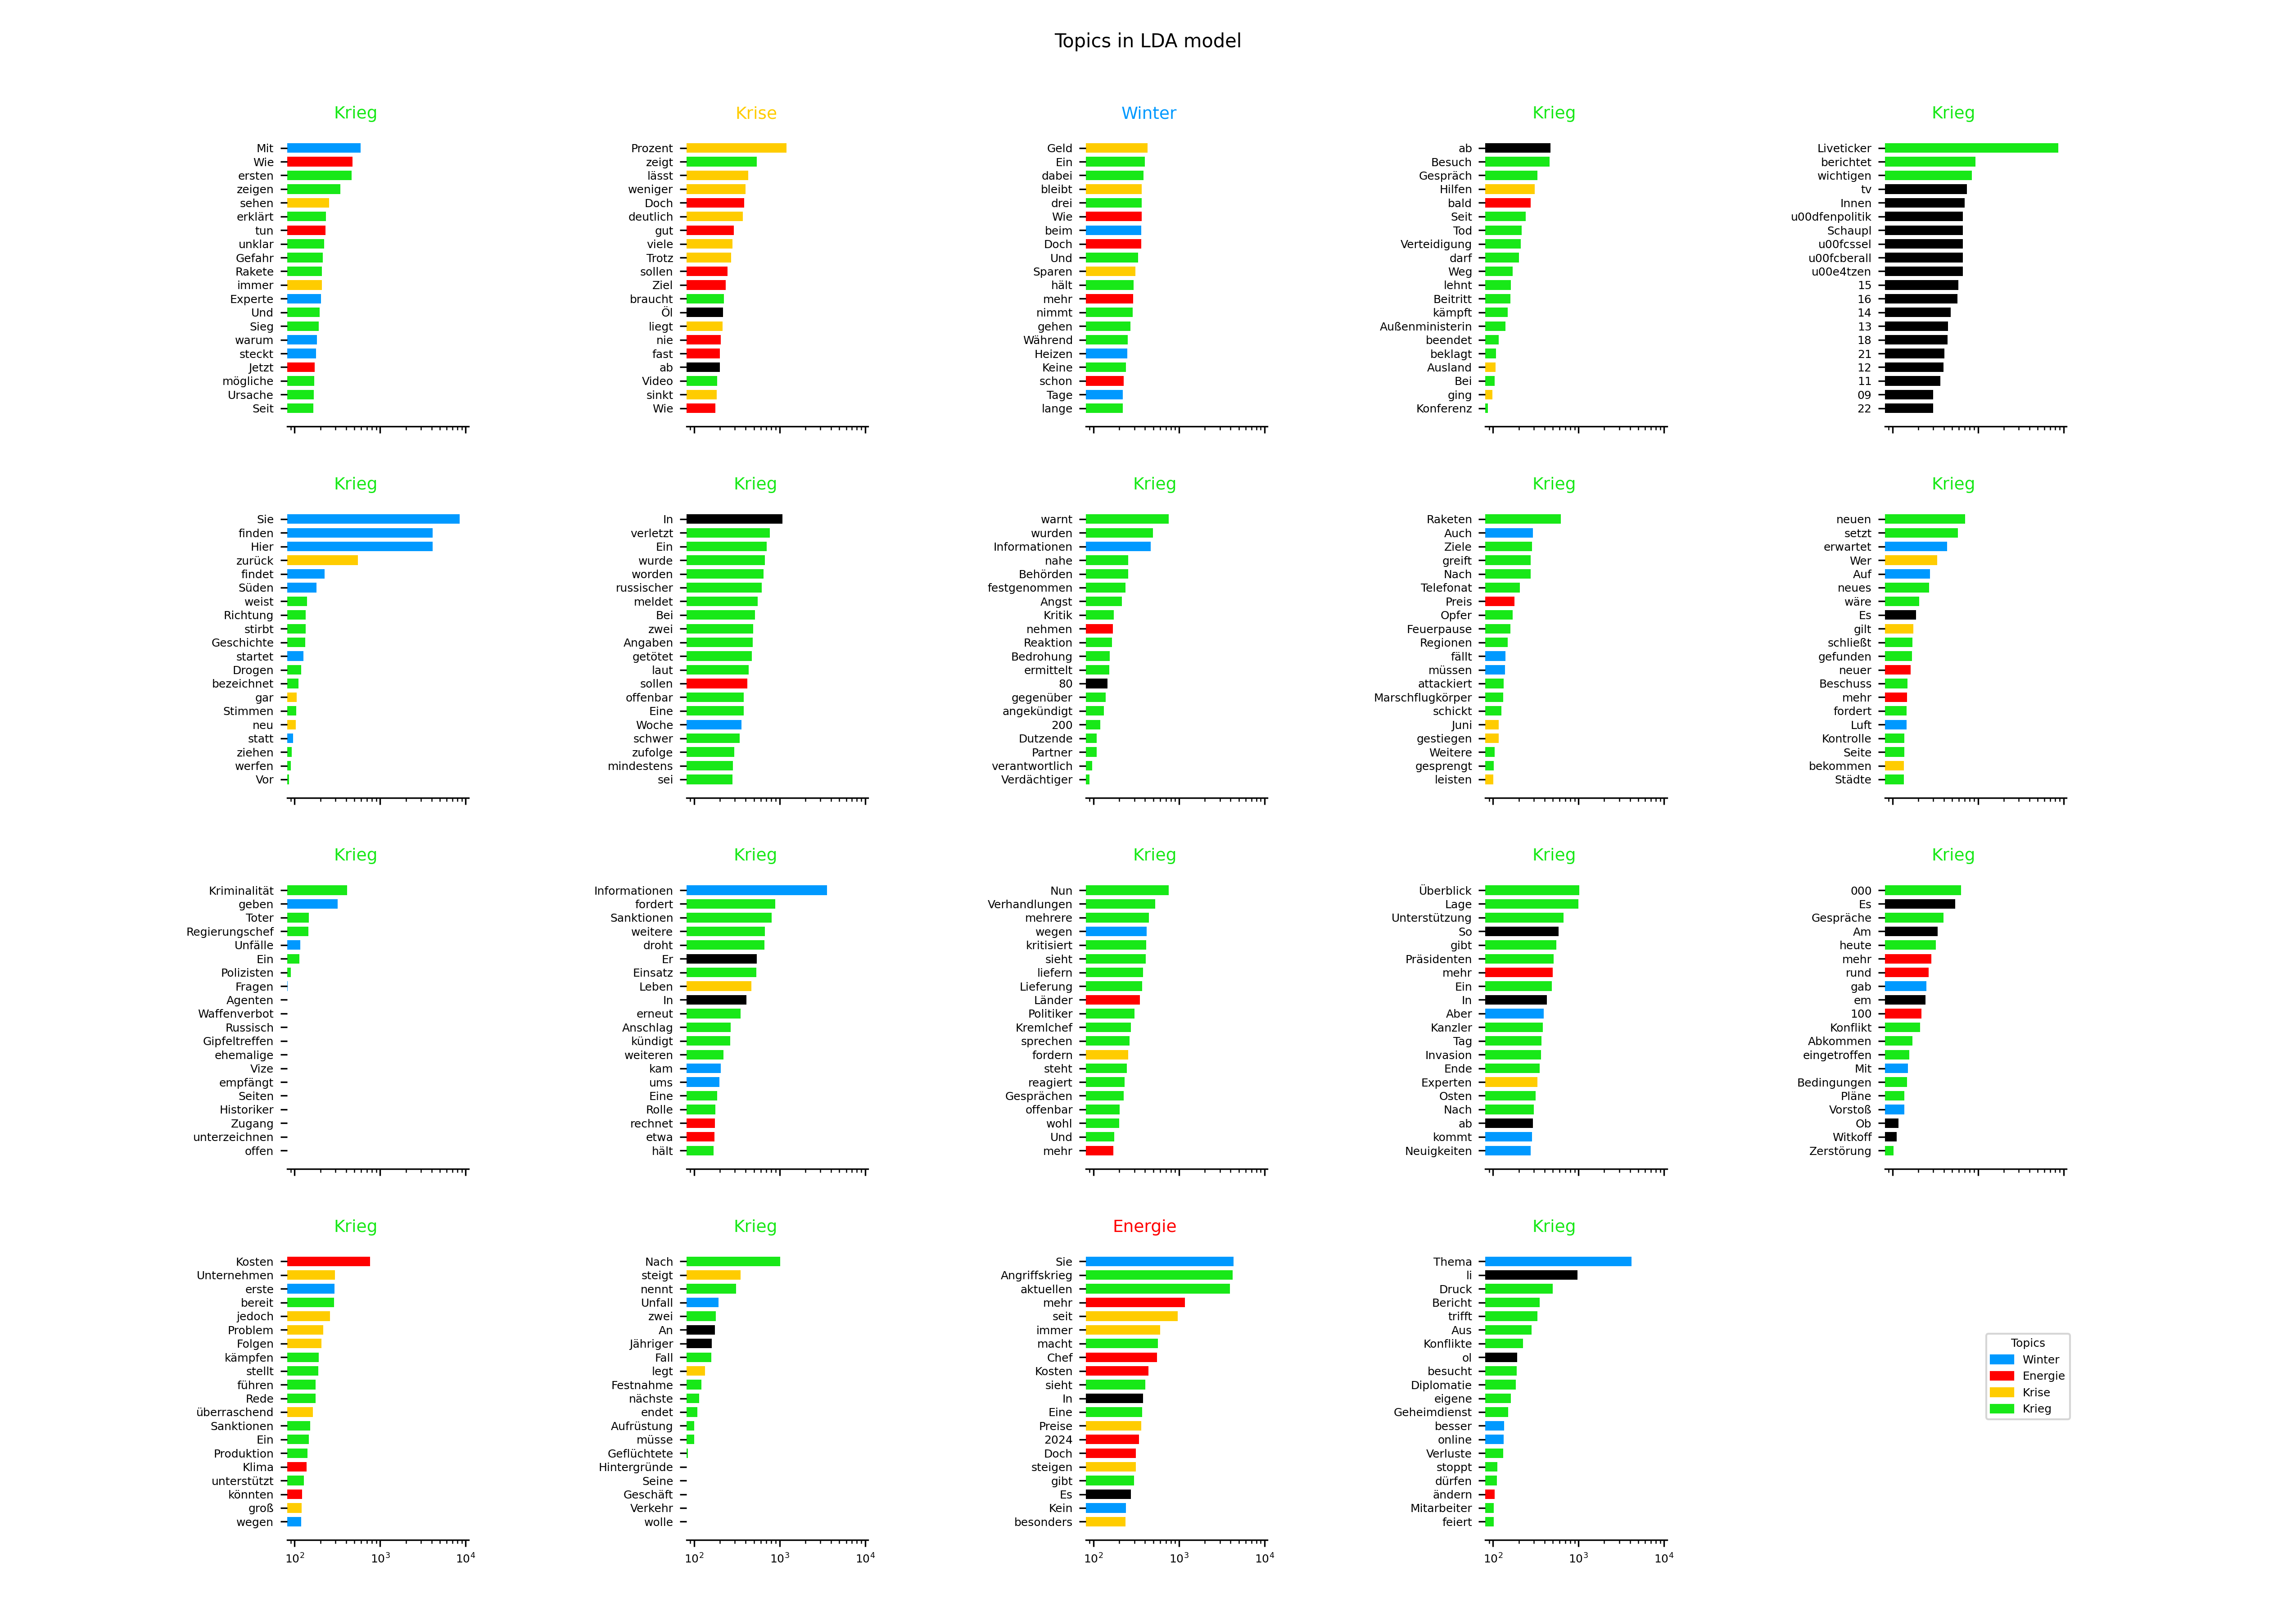 Topics in LDA model
Krieg
Mit
Wie
ersten
zeigen
sehen
erklärt
tun
unklar
Gefahr
Rakete
immer
Experte
Und
Sieg
warum
steckt
Jetzt
mögliche
Ursache
Seit
Krise
Prozent
zeigt
lässt
weniger
Doch
deutlich
gut
viele
Trotz
sollen
Ziel
braucht
Öl
liegt
nie
fast
ab
Video
sinkt
Wie
Winter
Geld
Ein
dabei
bleibt
drei
Wie
beim
Doch
Und
Sparen
hält
mehr
nimmt
gehen
Während
Heizen
Keine
schon
Tage
lange
Krieg
ab
Besuch
Gespräch
Hilfen
bald
Seit
Tod
Verteidigung
darf
Weg
lehnt
Beitritt
kämpft
Außenministerin
beendet
beklagt
Ausland
Bei
ging
Konferenz
Krieg
Liveticker
berichtet
wichtigen
tv
Innen
u00dfenpolitik
Schaupl
u00fcssel
u00fcberall
u00e4tzen
15
16
14
13
18
21
12
11
09
22
Krieg
Sie
finden
Hier
zurück
findet
Süden
weist
Richtung
stirbt
Geschichte
startet
Drogen
bezeichnet
gar
Stimmen
neu
statt
ziehen
werfen
Vor
Krieg
In
verletzt
Ein
wurde
worden
russischer
meldet
Bei
zwei
Angaben
getötet
laut
sollen
offenbar
Eine
Woche
schwer
zufolge
mindestens
sei
Krieg
warnt
wurden
Informationen
nahe
Behörden
festgenommen
Angst
Kritik
nehmen
Reaktion
Bedrohung
ermittelt
80
gegenüber
angekündigt
200
Dutzende
Partner
verantwortlich
Verdächtiger
Krieg
Raketen
Auch
Ziele
greift
Nach
Telefonat
Preis
Opfer
Feuerpause
Regionen
fällt
müssen
attackiert
Marschflugkörper
schickt
Juni
gestiegen
Weitere
gesprengt
leisten
Krieg
neuen
setzt
erwartet
Wer
Auf
neues
wäre
Es
gilt
schließt
gefunden
neuer
Beschuss
mehr
fordert
Luft
Kontrolle
Seite
bekommen
Städte
Krieg
Kriminalität
geben
Toter
Regierungschef
Unfälle
Ein
Polizisten
Fragen
Agenten
Waffenverbot
Russisch
Gipfeltreffen
ehemalige
Vize
empfängt
Seiten
Historiker
Zugang
unterzeichnen
offen
Krieg
Informationen
fordert
Sanktionen
weitere
droht
Er
Einsatz
Leben
In
erneut
Anschlag
kündigt
weiteren
kam
ums
Eine
Rolle
rechnet
etwa
hält
Krieg
Nun
Verhandlungen
mehrere
wegen
kritisiert
sieht
liefern
Lieferung
Länder
Politiker
Kremlchef
sprechen
fordern
steht
reagiert
Gesprächen
offenbar
wohl
Und
mehr
Krieg
Überblick
Lage
Unterstützung
So
gibt
Präsidenten
mehr
Ein
In
Aber
Kanzler
Tag
Invasion
Ende
Experten
Osten
Nach
ab
kommt
Neuigkeiten
Krieg
000
Es
Gespräche
Am
heute
mehr
rund
gab
em
100
Konflikt
Abkommen
eingetroffen
Mit
Bedingungen
Pläne
Vorstoß
Ob
Witkoff
Zerstörung
Krieg
Kosten
Unternehmen
erste
bereit
jedoch
Problem
Folgen
kämpfen
stellt
führen
Rede
überraschend
Sanktionen
Ein
Produktion
Klima
unterstützt
könnten
groß
wegen
10² 10³ 10⁴
Krieg
Nach
steigt
nennt
Unfall
zwei
An
Jähriger
Fall
legt
Festnahme
nächste
endet
Aufrüstung
müsse
Geflüchtete
Hintergründe
Seine
Geschäft
Verkehr
wolle
10² 10³ 10⁴
Energie
Sie
Angriffskrieg
aktuellen
mehr
seit
immer
macht
Chef
Kosten
sieht
In
Eine
Preise
2024
Doch
steigen
gibt
Es
Kein
besonders
10² 10³ 10⁴
Krieg
Thema
li
Druck
Bericht
trifft
Aus
Konflikte
ol
besucht
Diplomatie
eigene
Geheimdienst
besser
online
Verluste
stoppt
dürfen
ändern
Mitarbeiter
feiert
10² 10³ 10⁴
Topics
Winter
Energie
Krise
Krieg